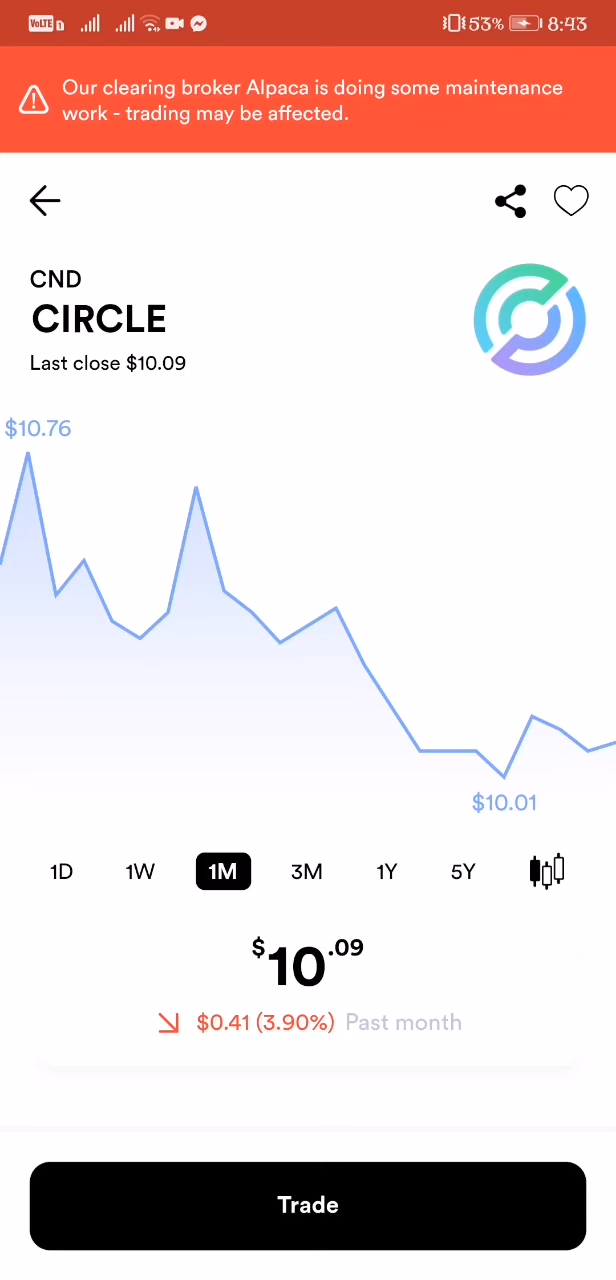 VoLTE 53% 8:43
Our clearing broker Alpaca is doing some maintenance
work - trading may be affected.
CND
CIRCLE
Last close $10.09
$10.76
$10.01
1D 1W 1M 3M 1Y 5Y
$10.09
$0.41 (3.90%) Past month
Trade